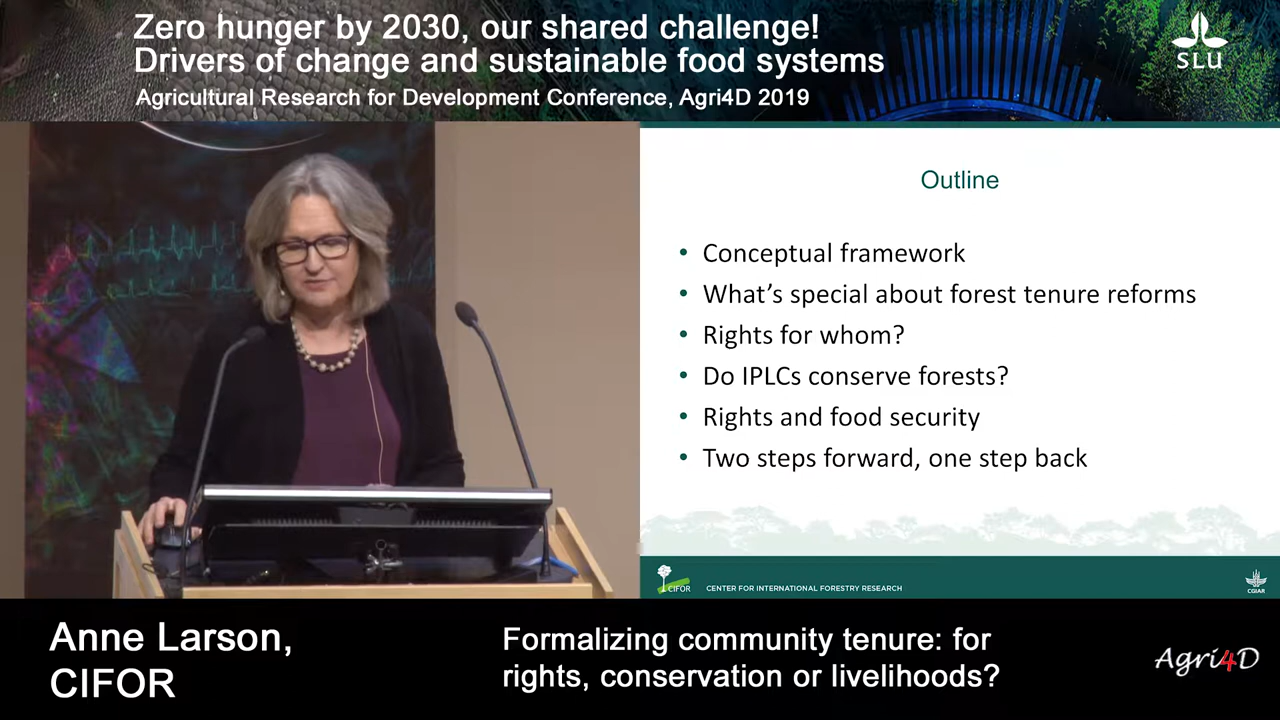 Zero hunger by 2030, our shared challenge!
Drivers of change and sustainable food systems
Agricultural Research for Development Conference, Agri4D 2019
SLU
Outline
• Conceptual framework
• What's special about forest tenure reforms
• Rights for whom?
• Do IPLCs conserve forests?
• Rights and food security
• Two steps forward, one step back
CIFOR
CENTER FOR INTERNATIONAL FORESTRY RESEARCH
CGIAR
Anne Larson,
CIFOR
Formalizing community tenure: for
rights, conservation or livelihoods?
Agri4D